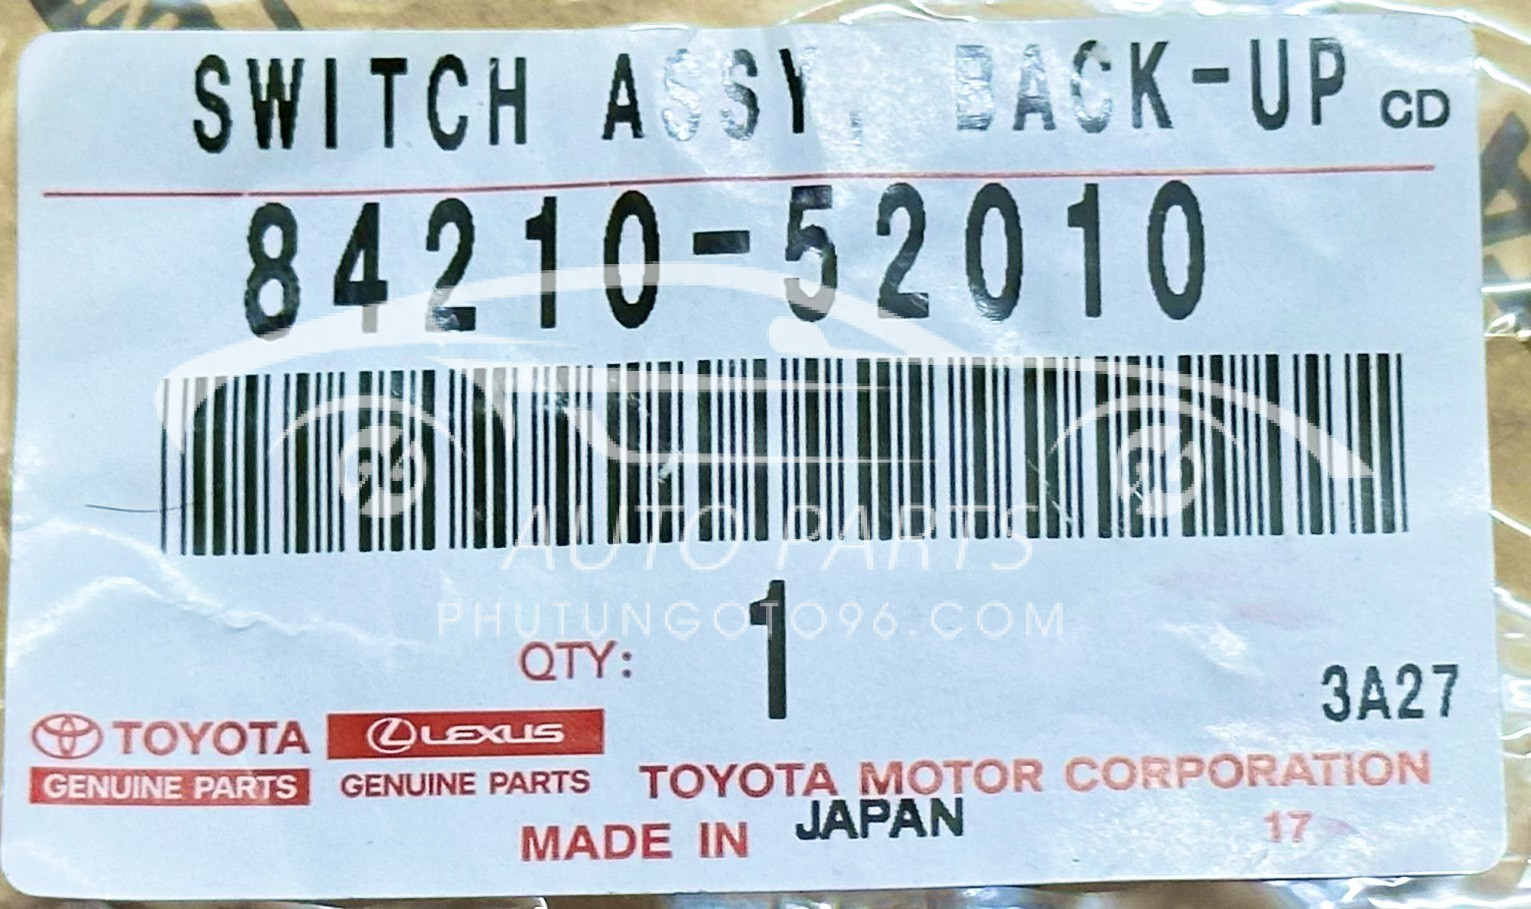 SWITCH ASSY, BACK-UP CD
84210-52010
AUTO PARTS
PHUTUNGOTO96.COM
QTY: 1
3A27
TOYOTA LEXUS
GENUINE PARTS GENUINE PARTS TOYOTA MOTOR CORPORATION
MADE IN JAPAN 17